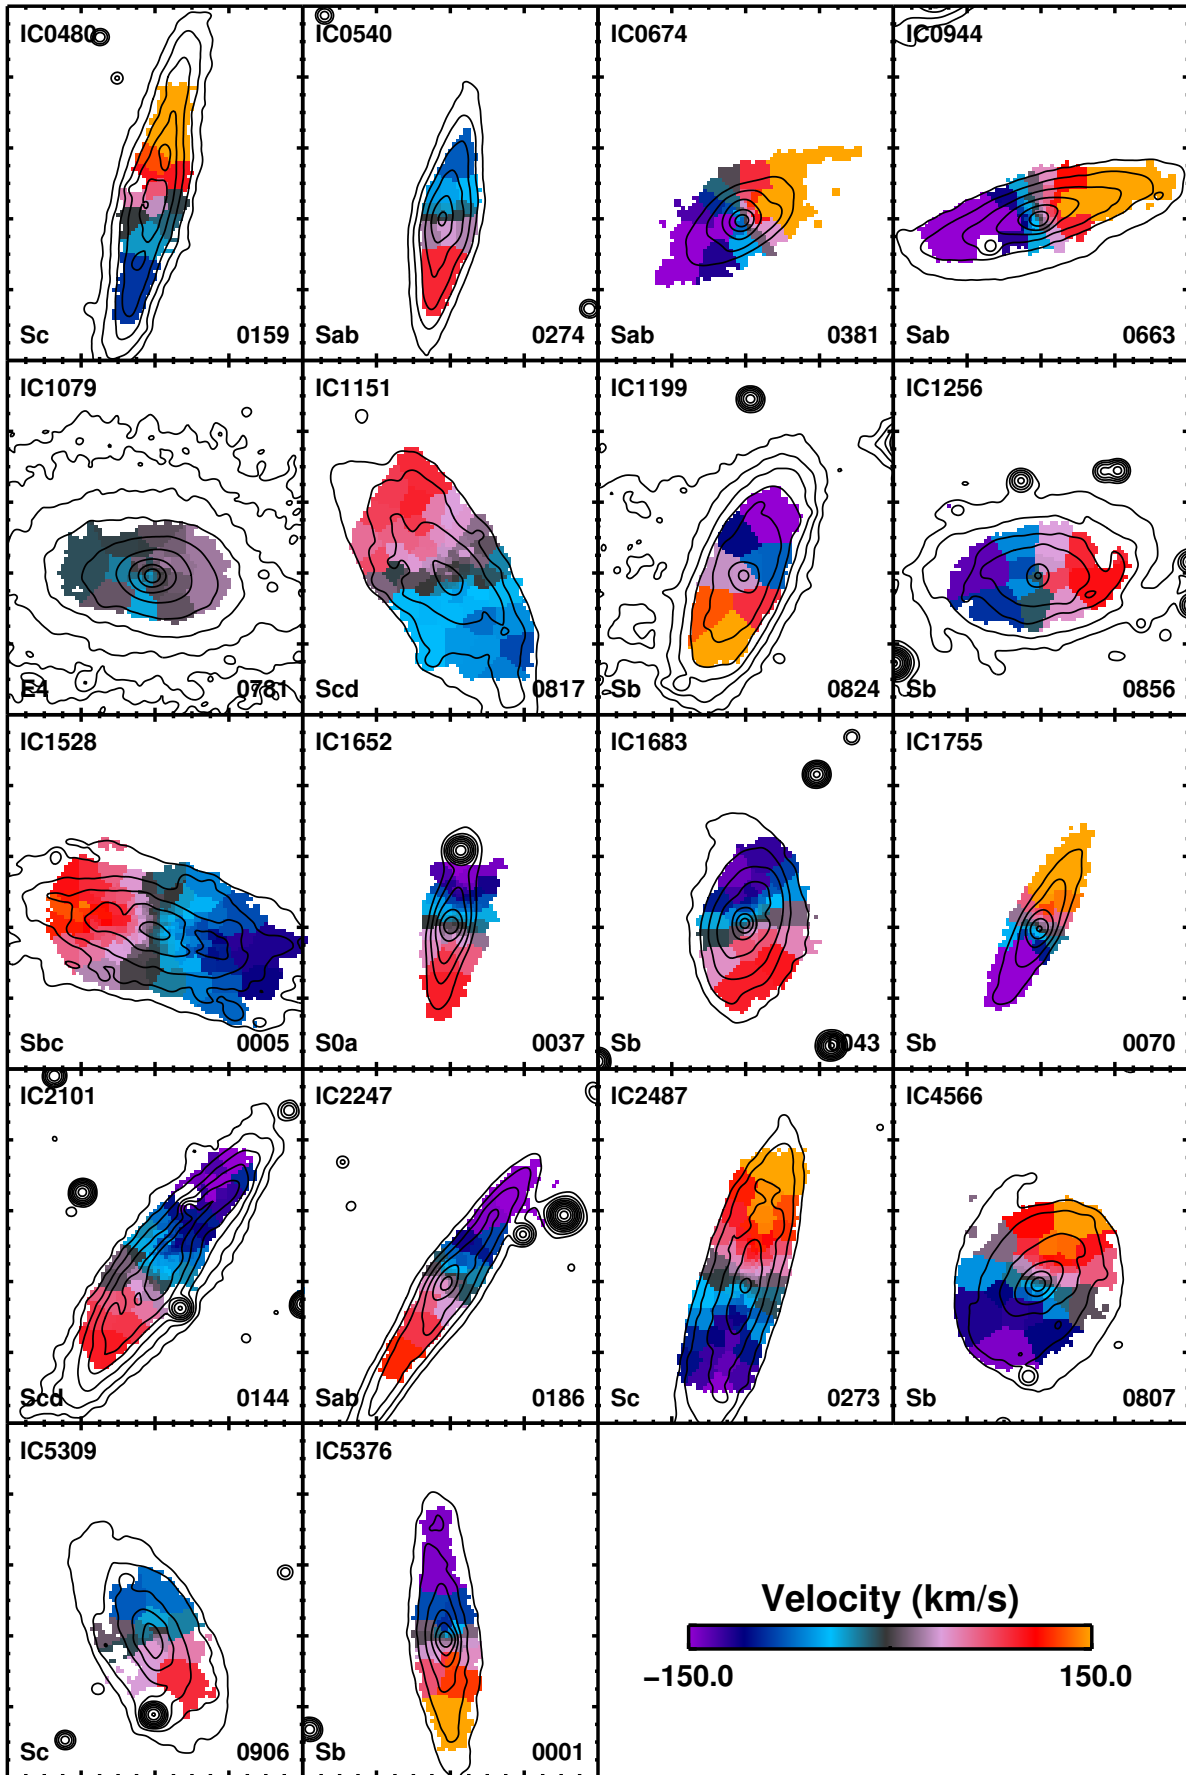 IC0480
Sc 0159
IC0540
Sab 0274
IC0674
Sab 0381
IC0944
Sab 0663
IC1079
E4 0781
IC1151
Scd 0817
IC1199
Sb 0824
IC1256
Sb 0856
IC1528
Sbc 0005
IC1652
S0a 0037
IC1683
Sb 0043
IC1755
Sb 0070
IC2101
Scd 0144
IC2247
Sab 0186
IC2487
Sc 0273
IC4566
Sb 0807
IC5309
Sc 0906
IC5376
Sb 0001
Velocity (km/s)
−150.0 150.0